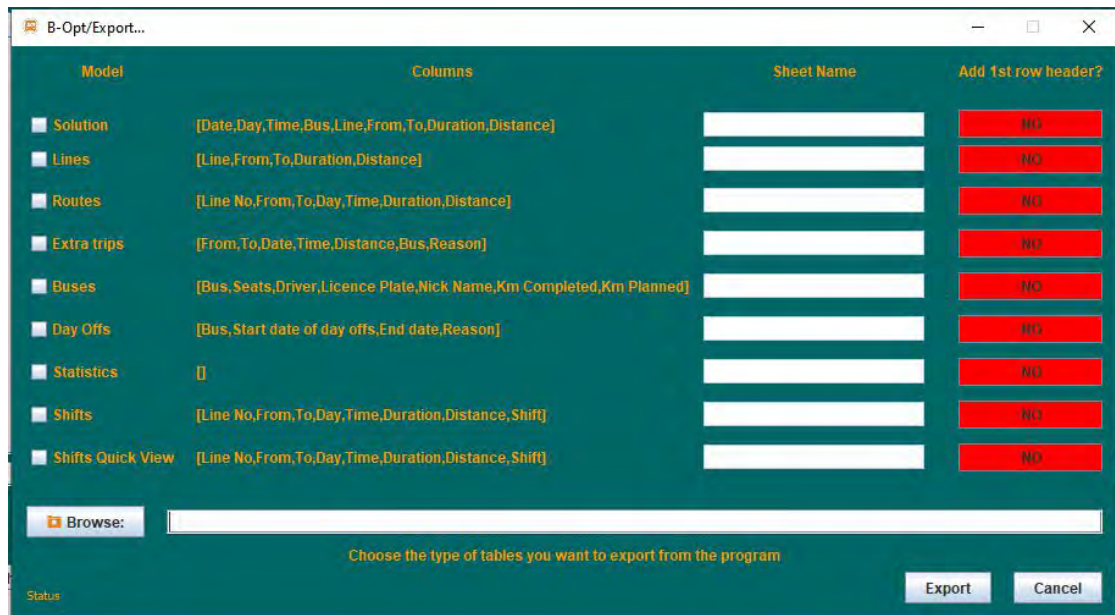 B-Opt/Export...
Model Columns Sheet Name Add 1st row header?
Solution [Date,Day,Time,Bus,Line,From,To,Duration,Distance] NO
Lines [Line,From,To,Duration,Distance] NO
Routes [Line No,From,To,Day,Time,Duration,Distance] NO
Extra trips [From,To,Date,Time,Distance,Bus,Reason] NO
Buses [Bus,Seats,Driver,Licence Plate,Nick Name,Km Completed,Km Planned] NO
Day Offs [Bus,Start date of day offs,End date,Reason] NO
Statistics [] NO
Shifts [Line No,From,To,Day,Time,Duration,Distance,Shift] NO
Shifts Quick View [Line No,From,To,Day,Time,Duration,Distance,Shift] NO
Browse:
Choose the type of tables you want to export from the program
Export Cancel
Status